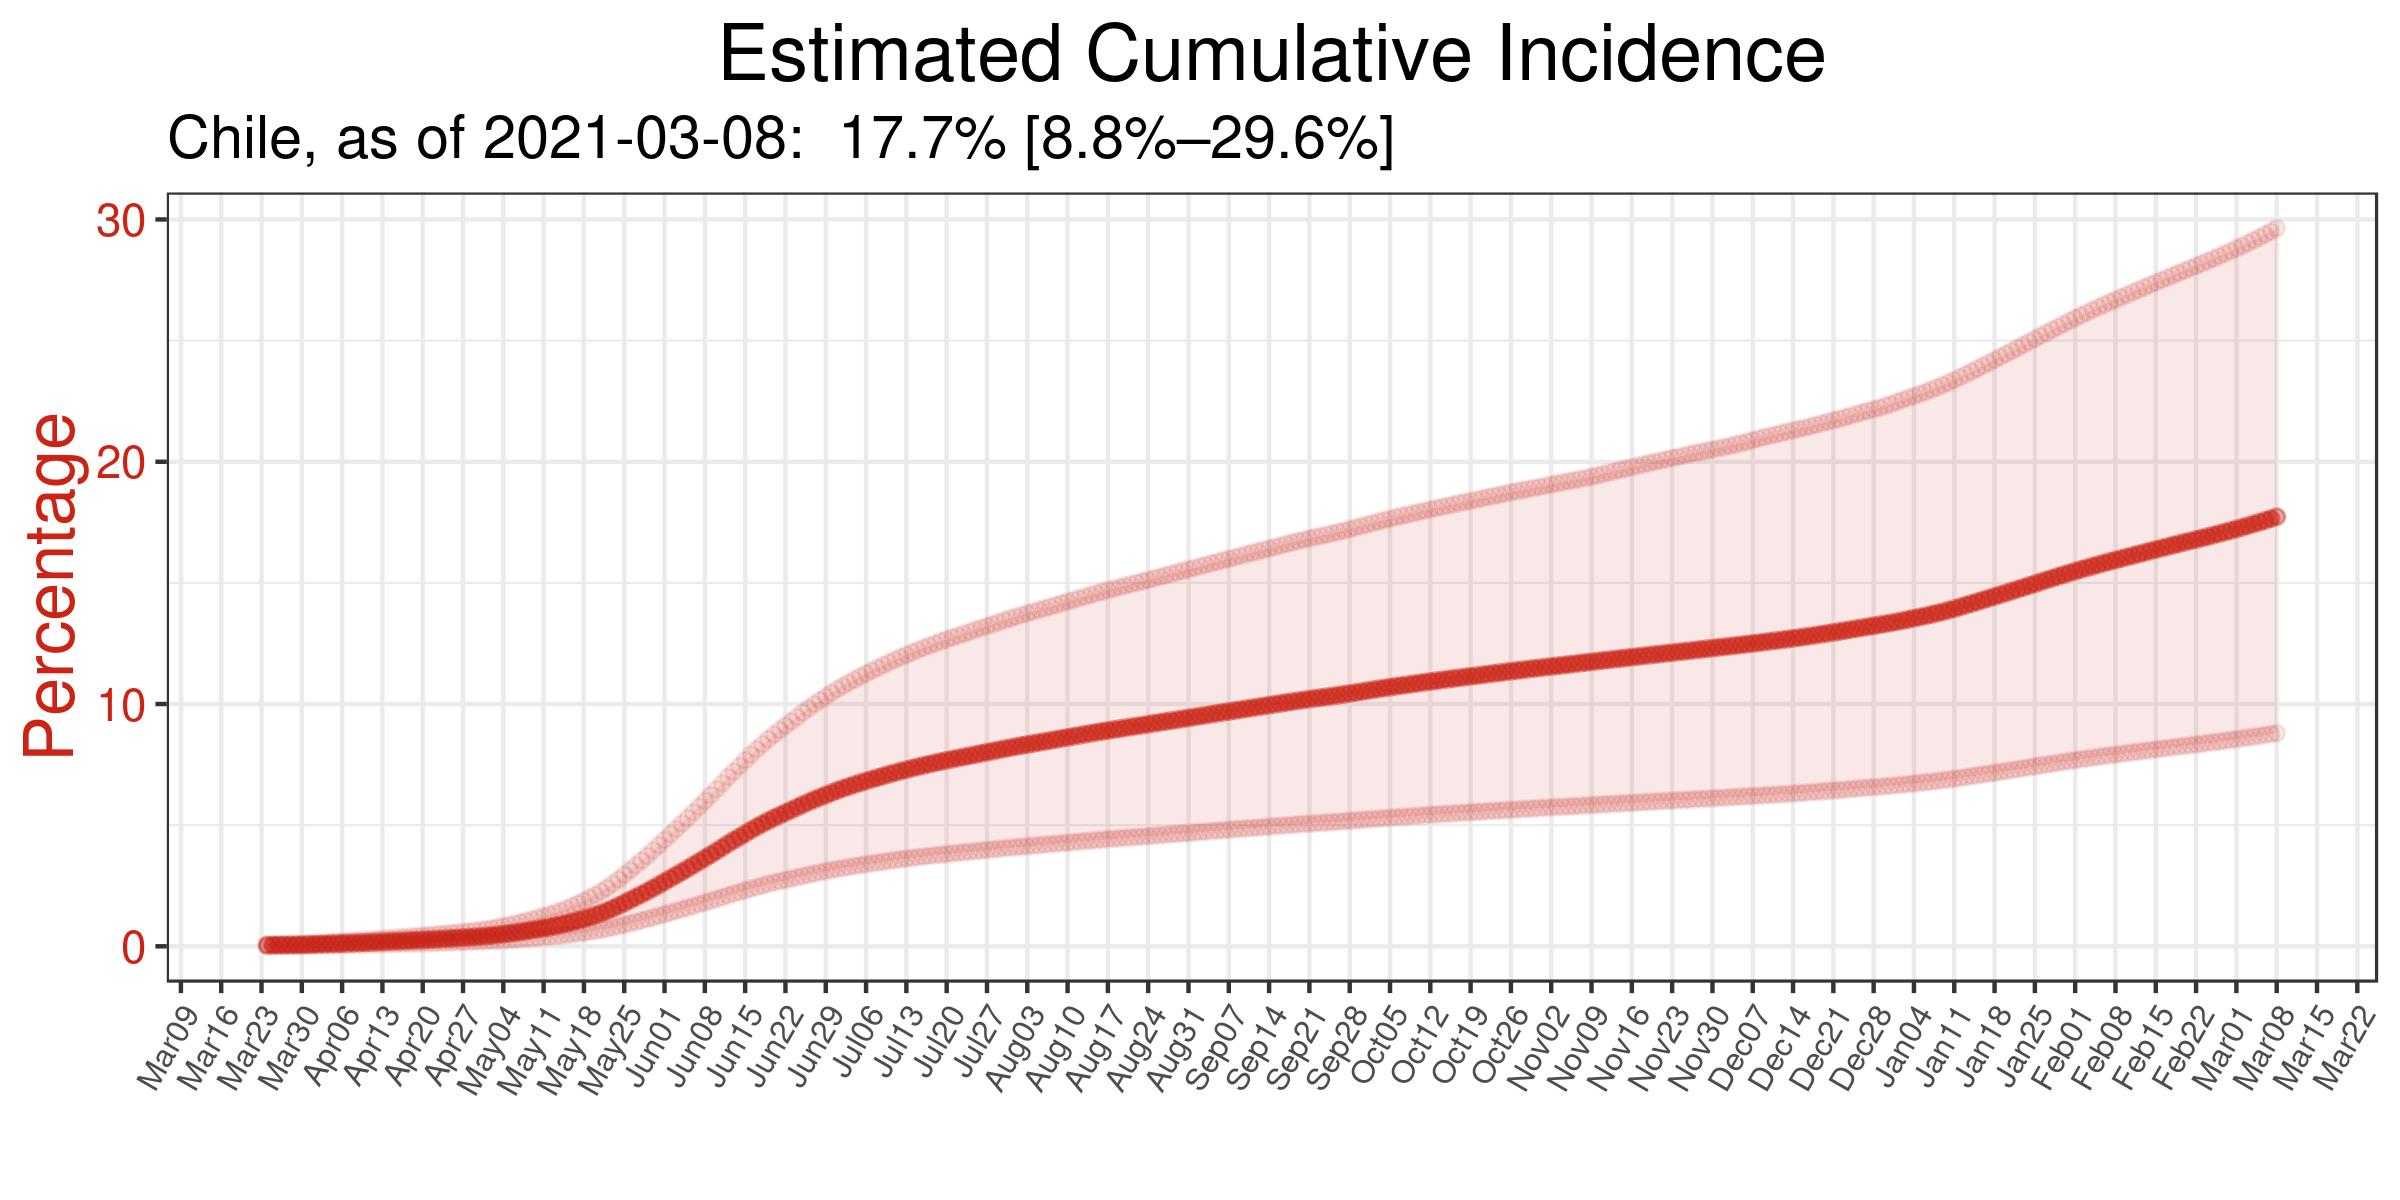 Estimated Cumulative Incidence
Chile, as of 2021-03-08:  17.7% [8.8%–29.6%]
Percentage
30
20
10
0
Mar09
Mar16
Mar23
Mar30
Apr06
Apr13
Apr20
Apr27
May04
May11
May18
May25
Jun01
Jun08
Jun15
Jun22
Jun29
Jul06
Jul13
Jul20
Jul27
Aug03
Aug10
Aug17
Aug24
Aug31
Sep07
Sep14
Sep21
Sep28
Oct05
Oct12
Oct19
Oct26
Nov02
Nov09
Nov16
Nov23
Nov30
Dec07
Dec14
Dec21
Dec28
Jan04
Jan11
Jan18
Jan25
Feb01
Feb08
Feb15
Feb22
Mar01
Mar08
Mar15
Mar22